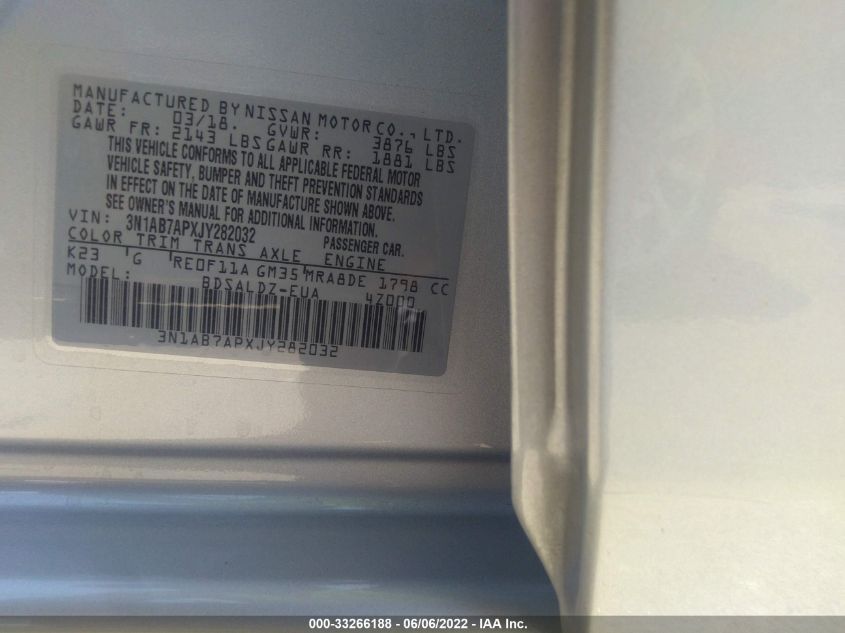 MANUFACTURED BY NISSAN MOTOR CO., LTD.
DATE: 03/18. GVWR: 3876 LBS
GAWR FR: 2143 LBS GAWR RR: 1881 LBS
THIS VEHICLE CONFORMS TO ALL APPLICABLE FEDERAL MOTOR
VEHICLE SAFETY, BUMPER AND THEFT PREVENTION STANDARDS
IN EFFECT ON THE DATE OF MANUFACTURE SHOWN ABOVE.
SEE OWNER'S MANUAL FOR ADDITIONAL INFORMATION.
VIN: 3N1AB7APXJY282032 PASSENGER CAR.
COLOR TRIM TRANS AXLE ENGINE
K23 G RE0F11A GM35 MRA8DE 1798 CC
MODEL: BDSALDZ-EUA 4Z000
3N1AB7APXJY282032
000-33266188 - 06/06/2022 - IAA Inc.